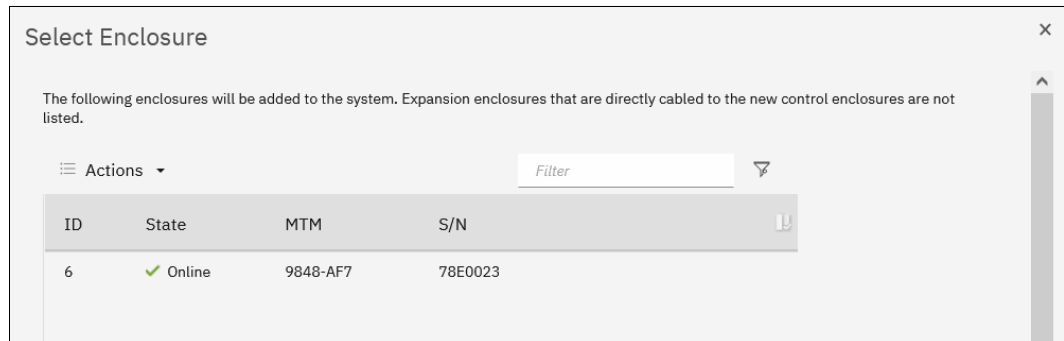 Select Enclosure
The following enclosures will be added to the system. Expansion enclosures that are directly cabled to the new control enclosures are not
listed.
Actions Filter
ID State MTM S/N
6 Online 9848-AF7 78E0023